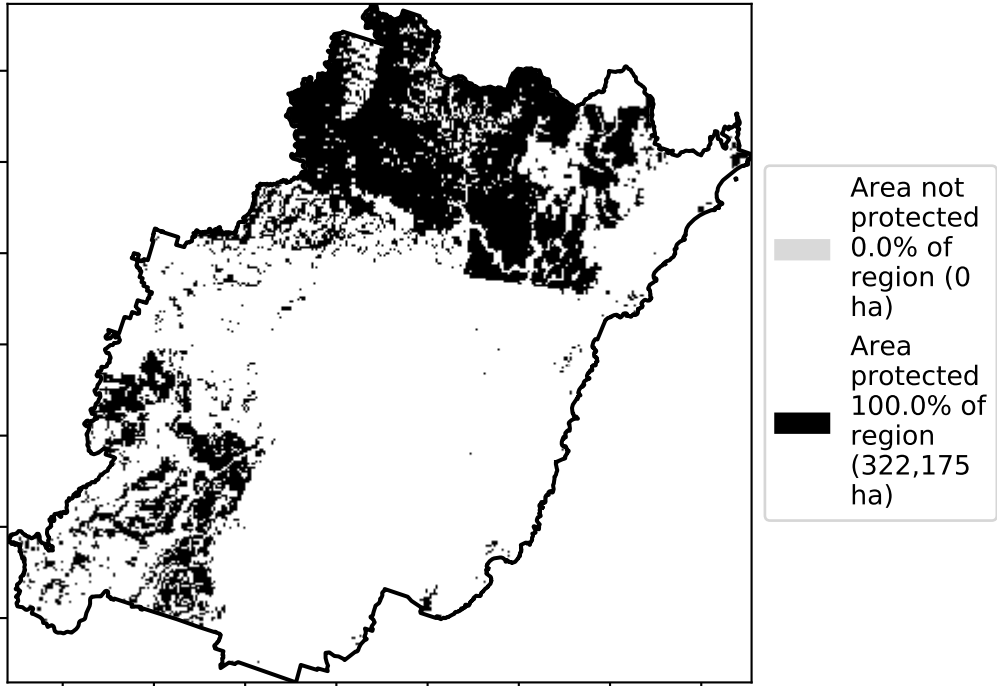 Area not
protected
0.0% of
region (0
ha)
Area
protected
100.0% of
region
(322,175
ha)